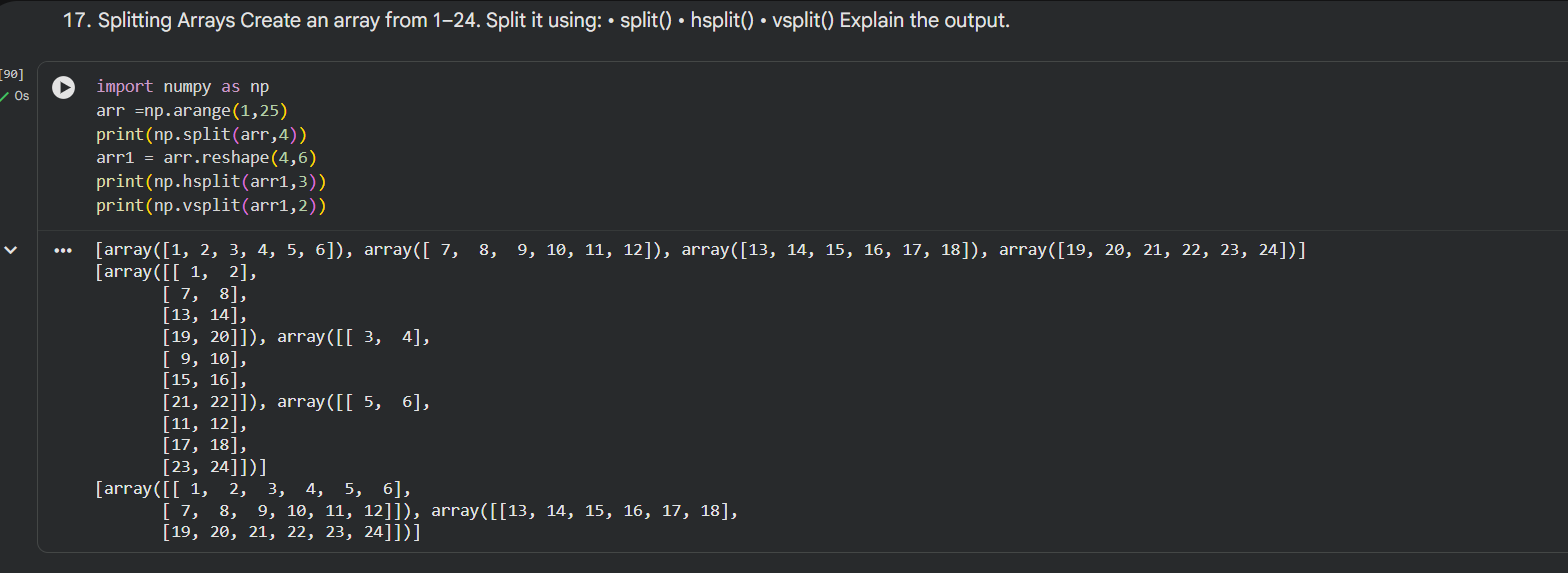 17. Splitting Arrays Create an array from 1–24. Split it using: • split() • hsplit() • vsplit() Explain the output.
[90]
✓ 0s
import numpy as np
arr =np.arange(1,25)
print(np.split(arr,4))
arr1 = arr.reshape(4,6)
print(np.hsplit(arr1,3))
print(np.vsplit(arr1,2))
[array([1, 2, 3, 4, 5, 6]), array([ 7,  8,  9, 10, 11, 12]), array([13, 14, 15, 16, 17, 18]), array([19, 20, 21, 22, 23, 24])]
[array([[ 1,  2],
       [ 7,  8],
       [13, 14],
       [19, 20]]), array([[ 3,  4],
       [ 9, 10],
       [15, 16],
       [21, 22]]), array([[ 5,  6],
       [11, 12],
       [17, 18],
       [23, 24]])]
[array([[ 1,  2,  3,  4,  5,  6],
       [ 7,  8,  9, 10, 11, 12]]), array([[13, 14, 15, 16, 17, 18],
       [19, 20, 21, 22, 23, 24]])]